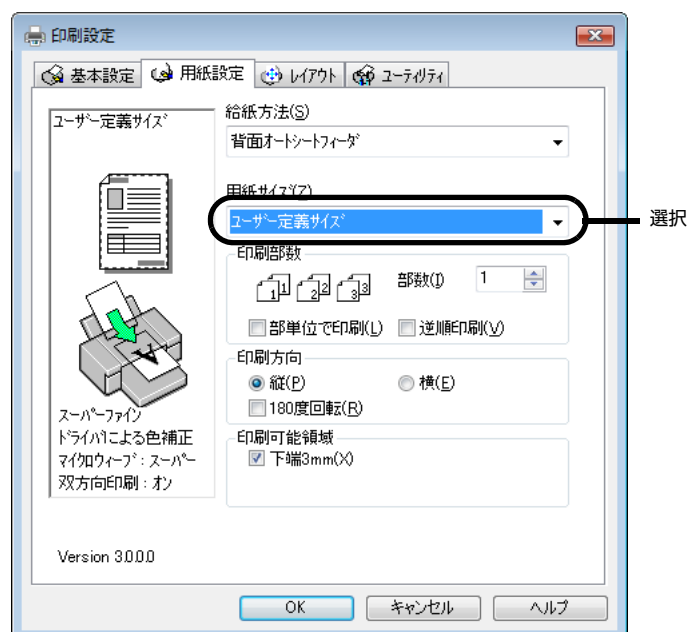 印刷設定
基本設定 用紙設定 レイアウト ユーティリティ
ユーザー定義サイズ
給紙方法(S)
背面オートシートフィーダ
用紙サイズ(Z)
ユーザー定義サイズ
選択
印刷部数
部数(I) 1
部単位で印刷(L) 逆順印刷(V)
印刷方向
縦(P) 横(E)
180度回転(R)
印刷可能領域
下端3mm(X)
スーパーファイン
ドライバによる色補正
マイクロウィーブ：スーパー
双方向印刷：オン
Version 3.0.0.0
OK キャンセル ヘルプ